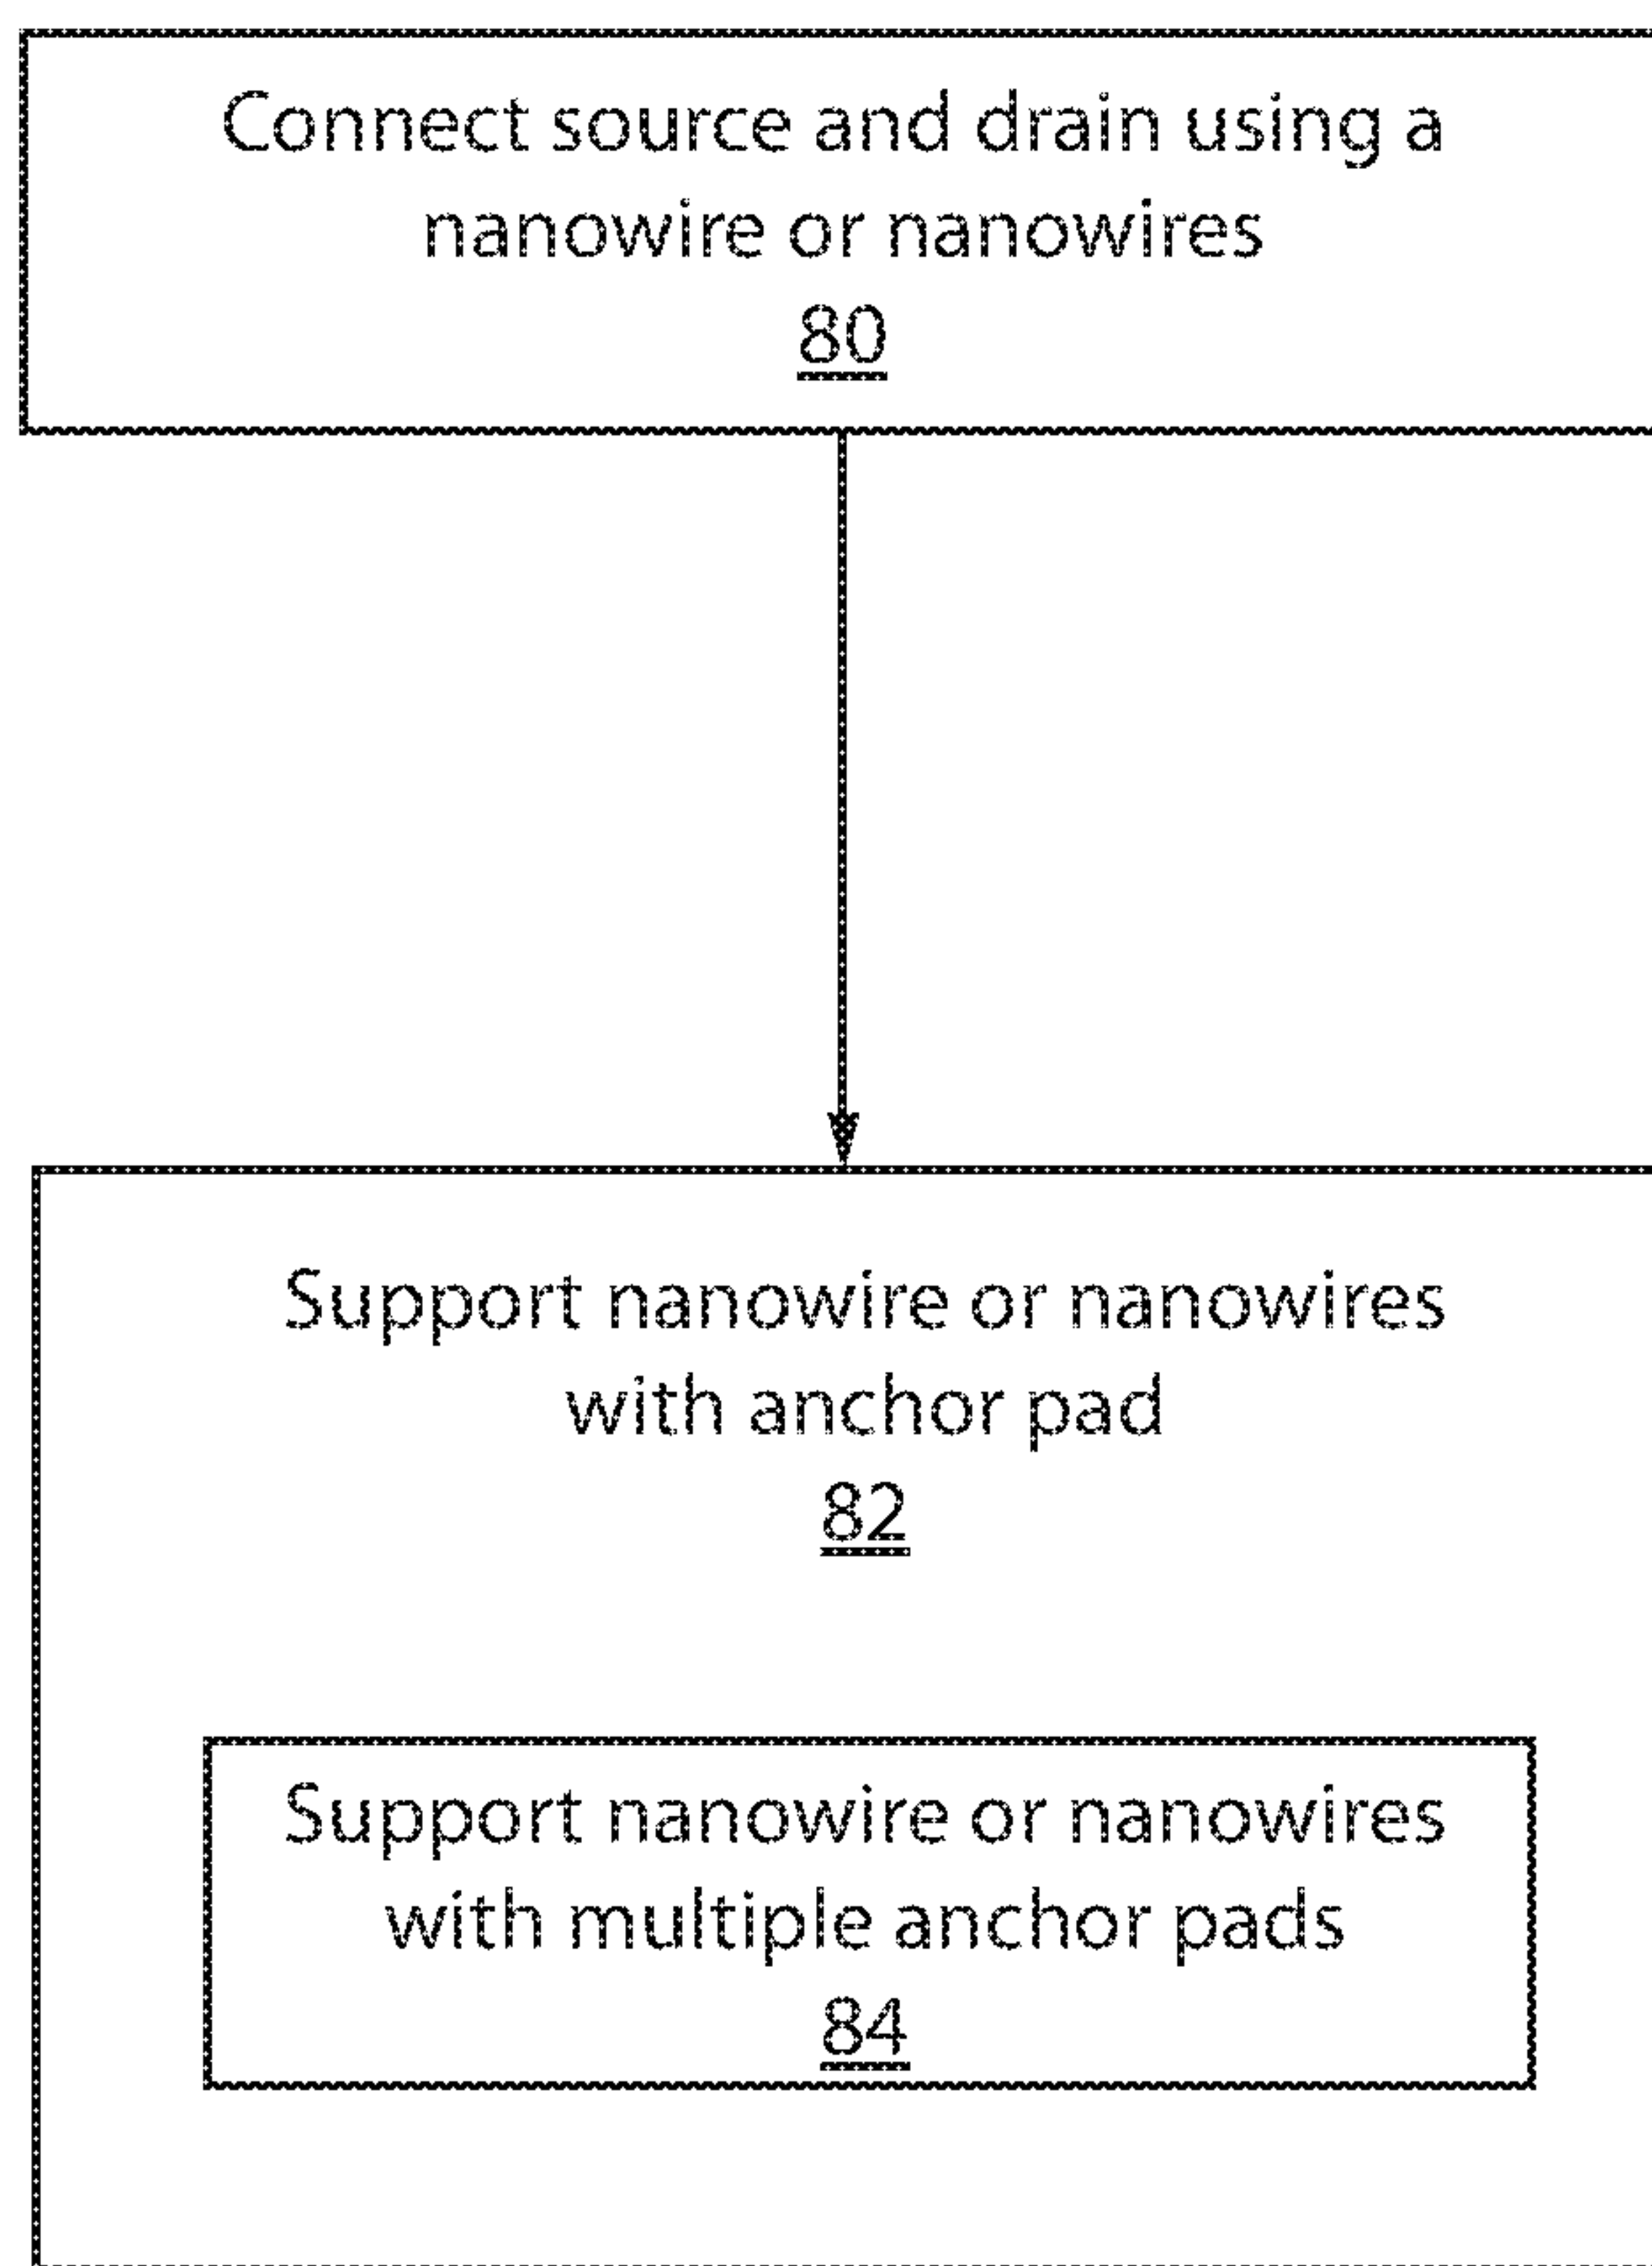 Connect source and drain using a
nanowire or nanowires
80
Support nanowire or nanowires
with anchor pad
82
Support nanowire or nanowires
with multiple anchor pads
84